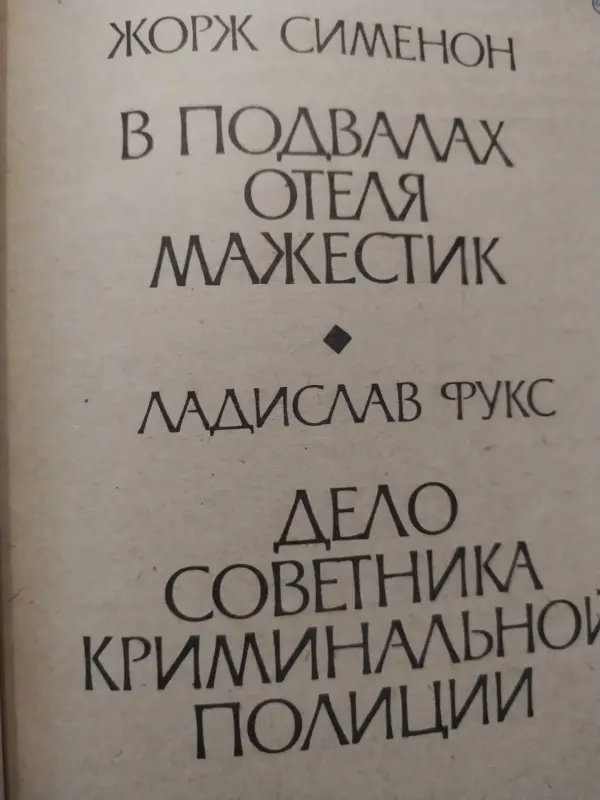 ЖОРЖ СИМЕНОН
В ПОДВАЛАХ
ОТЕЛЯ
МАЖЕСТИК
ЛАДИСЛАВ ФУКС
ДЕЛО
СОВЕТНИКА
КРИМИНАЛЬНОЙ
ПОЛИЦИИ